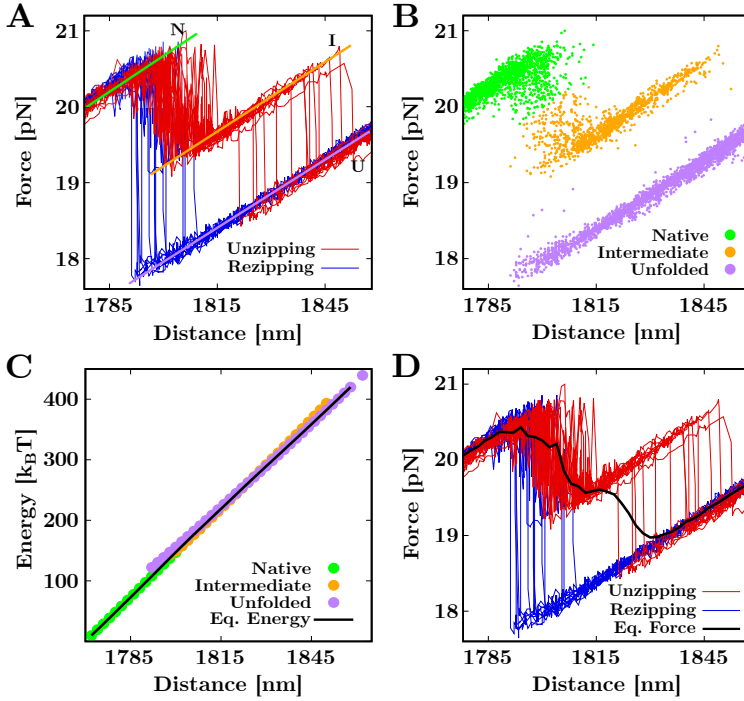 A
N
I
U
21
20
19
18
Force [pN]
Unzipping
Rezipping
1785 1815 1845
Distance [nm]
B
21
20
19
18
Force [pN]
Native
Intermediate
Unfolded
1785 1815 1845
Distance [nm]
C
400
300
200
100
Energy [kBT]
Native
Intermediate
Unfolded
Eq. Energy
1785 1815 1845
Distance [nm]
D
21
20
19
18
Force [pN]
Unzipping
Rezipping
Eq. Force
1785 1815 1845
Distance [nm]